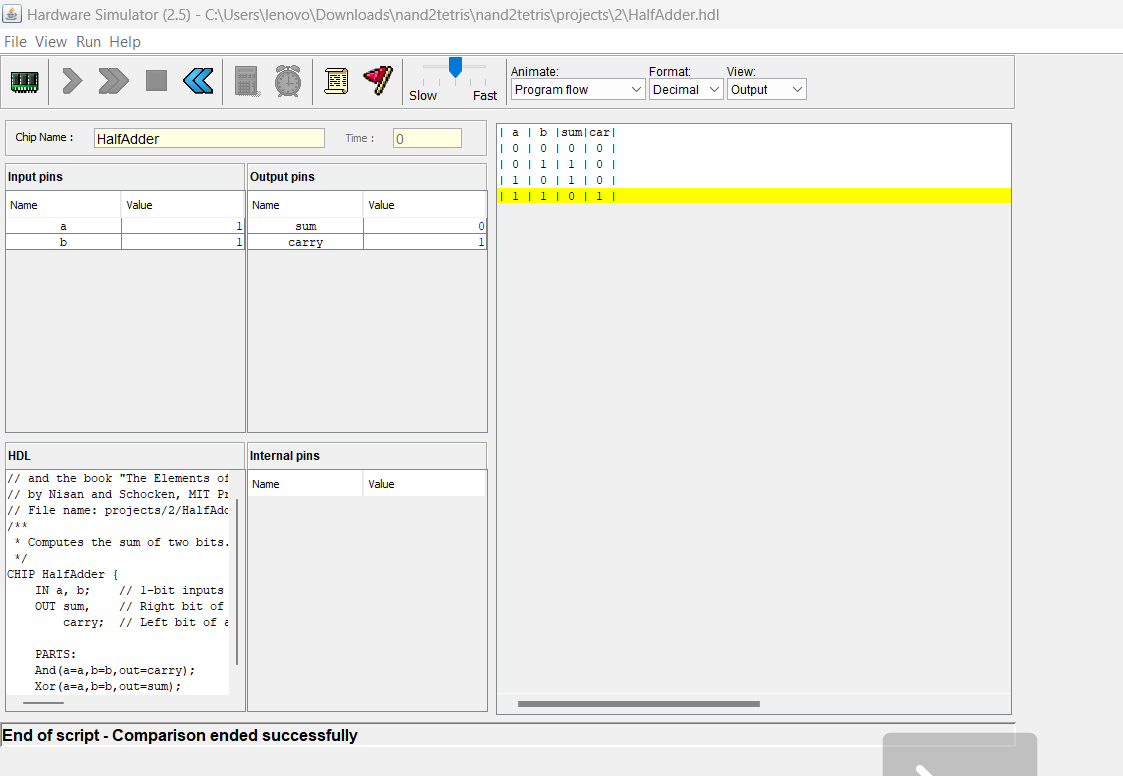 Hardware Simulator (2.5) - C:\Users\lenovo\Downloads\nand2tetris\nand2tetris\projects\2\HalfAdder.hdl
File View Run Help
Slow Fast
Animate: Format: View:
Program flow Decimal Output
Chip Name : HalfAdder Time : 0
Input pins
Name Value
a 1
b 1
Output pins
Name Value
sum 0
carry 1
HDL
// and the book "The Elements of
// by Nisan and Schocken, MIT Pr
// File name: projects/2/HalfAdd
/**
* Computes the sum of two bits.
*/
CHIP HalfAdder {
IN a, b; // 1-bit inputs
OUT sum, // Right bit of
carry; // Left bit of a
PARTS:
And(a=a,b=b,out=carry);
Xor(a=a,b=b,out=sum);
Internal pins
Name Value
| a | b |sum|car|
| 0 | 0 | 0 | 0 |
| 0 | 1 | 1 | 0 |
| 1 | 0 | 1 | 0 |
| 1 | 1 | 0 | 1 |
End of script - Comparison ended successfully